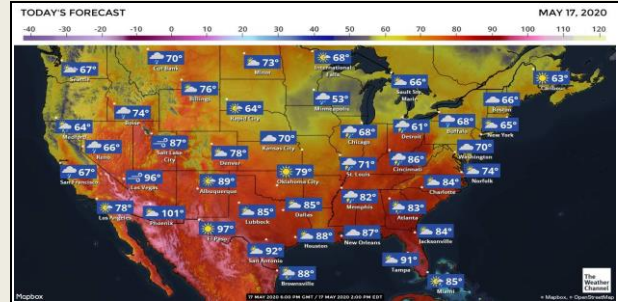 TODAY'S FORECAST
MAY 17, 2020
-40 -30 -20 -10 0 10 20 30 40 50 60 70 80 90 100 110 120
67°
Seattle
70°
Cut Bank
73°
Minot
68°
International Falls
66°
Sault Ste. Marie
63°
Caribou
76°
Billings
64°
Rapid City
53°
Minneapolis
66°
Boston
74°
Boise
64°
Medford
68°
Chicago
61°
Detroit
68°
Buffalo
65°
New York
66°
Reno
87°
Salt Lake City
78°
Denver
70°
Kansas City
71°
St. Louis
86°
Cincinnati
70°
Washington
67°
San Francisco
96°
Las Vegas
89°
Albuquerque
79°
Oklahoma City
82°
Memphis
84°
Charlotte
74°
Norfolk
78°
Los Angeles
101°
Phoenix
97°
El Paso
85°
Lubbock
85°
Dallas
83°
Atlanta
88°
Houston
87°
New Orleans
84°
Jacksonville
92°
San Antonio
88°
Brownsville
91°
Tampa
85°
Miami
The
Weather
Channel
Mapbox
17 MAY 2020 6:00 PM GMT / 17 MAY 2020 2:00 PM EDT
© Mapbox, © OpenStreetMap